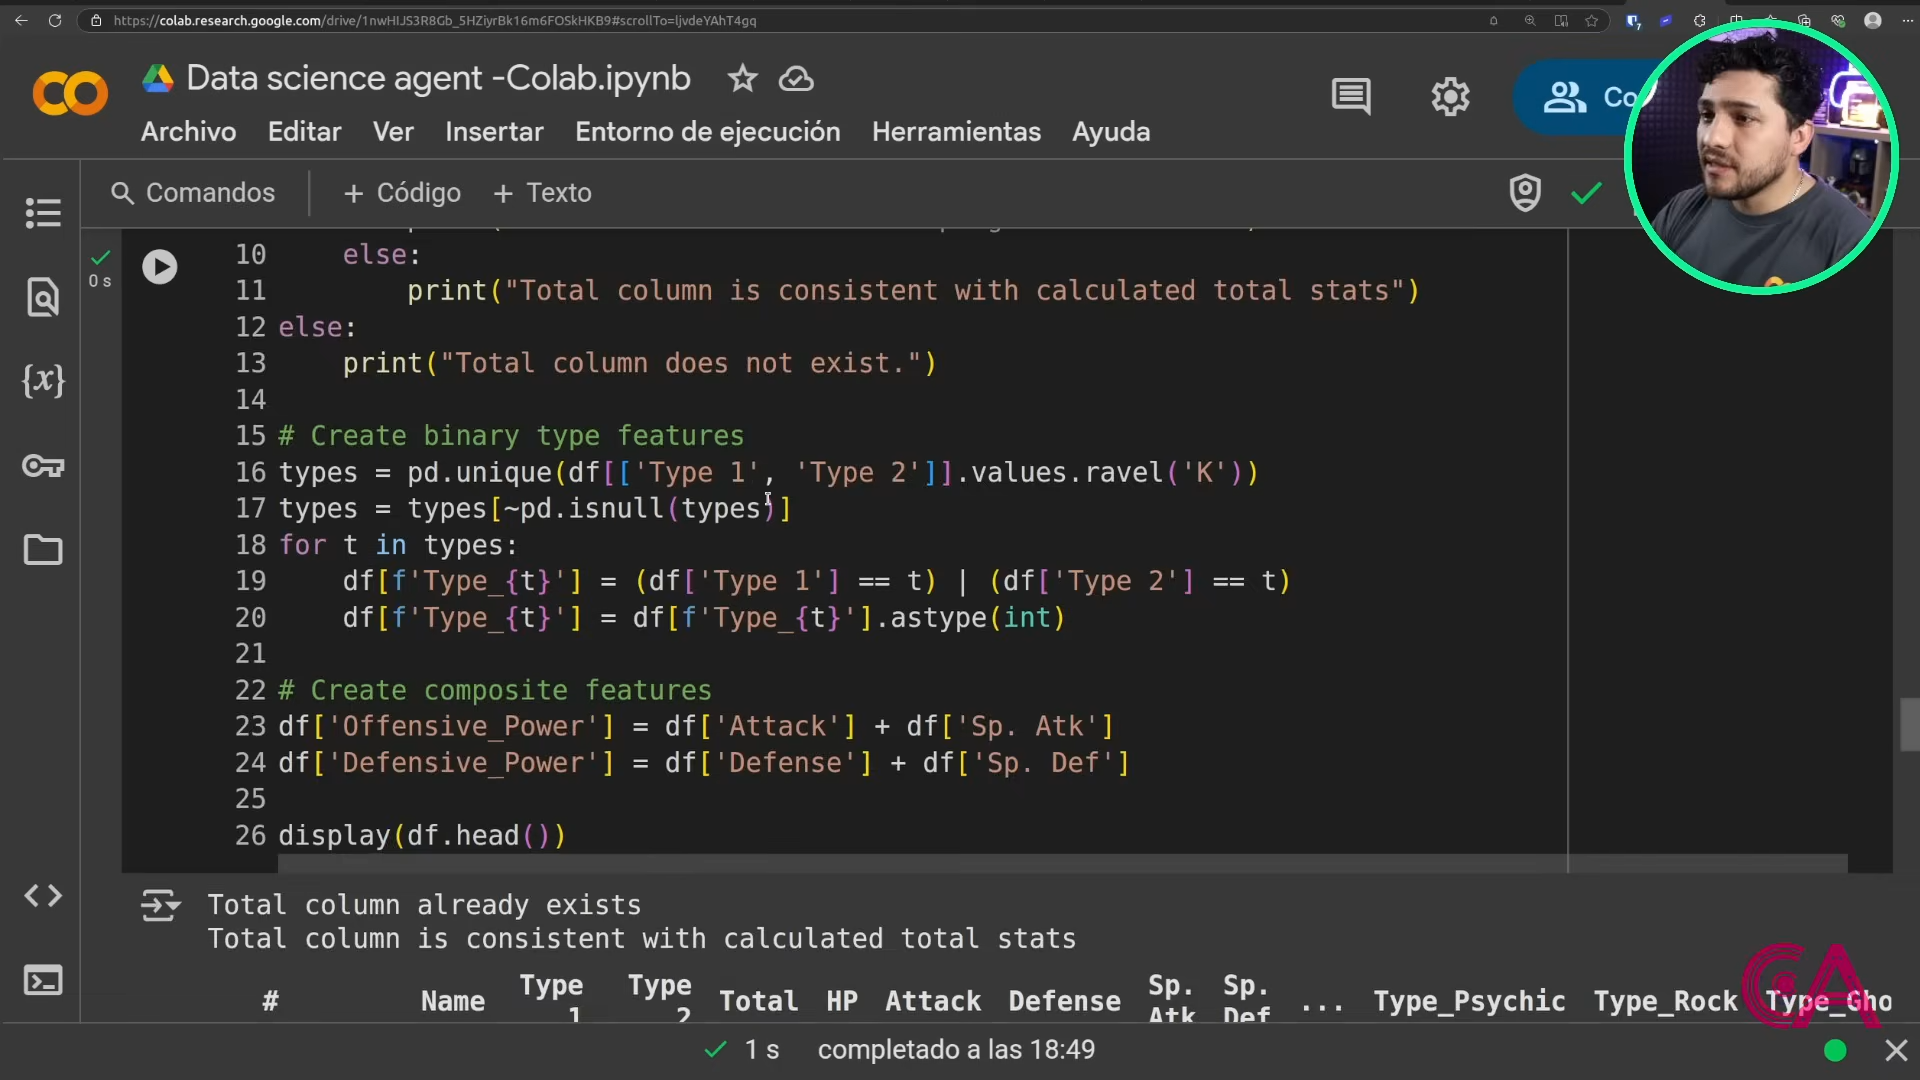 https://colab.research.google.com/drive/1nwHIJS3R8Gb_5HZiyrBk16m6FOSkHKB9#scrollTo=ljvdeYAhT4gq
Data science agent -Colab.ipynb
Archivo Editar Ver Insertar Entorno de ejecución Herramientas Ayuda
Comandos + Código + Texto
0 s
10 else:
11 print("Total column is consistent with calculated total stats")
12 else:
13 print("Total column does not exist.")
14
15 # Create binary type features
16 types = pd.unique(df[['Type 1', 'Type 2']].values.ravel('K'))
17 types = types[~pd.isnull(types)]
18 for t in types:
19 df[f'Type_{t}'] = (df['Type 1'] == t) | (df['Type 2'] == t)
20 df[f'Type_{t}'] = df[f'Type_{t}'].astype(int)
21
22 # Create composite features
23 df['Offensive_Power'] = df['Attack'] + df['Sp. Atk']
24 df['Defensive_Power'] = df['Defense'] + df['Sp. Def']
25
26 display(df.head())
Total column already exists
Total column is consistent with calculated total stats
# Name Type 1 Type 2 Total HP Attack Defense Sp. Atk Sp. Def ... Type_Psychic Type_Rock Type_Gho
1 s completado a las 18:49